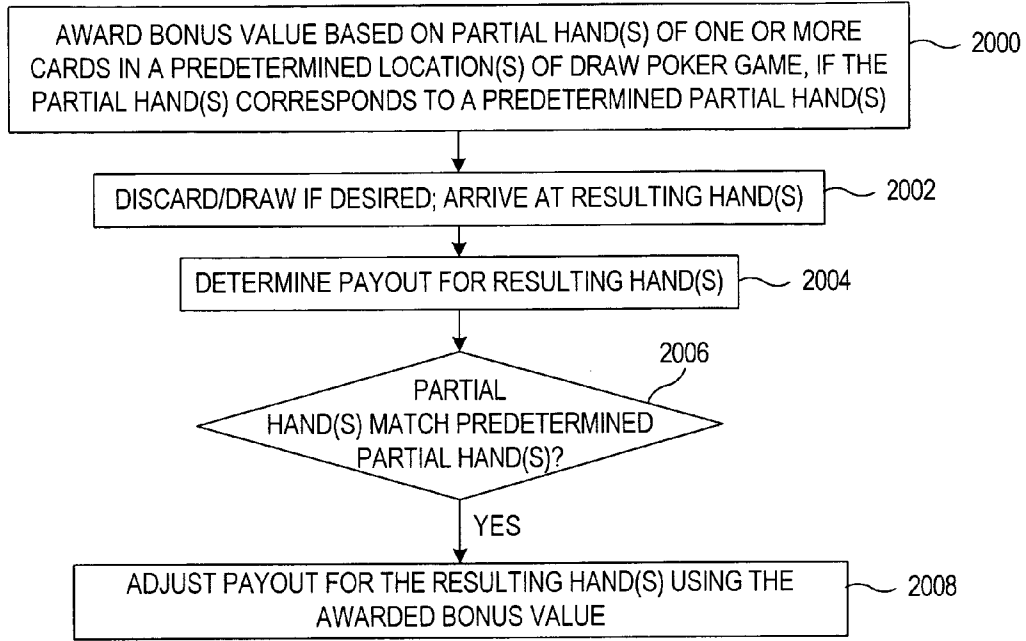 AWARD BONUS VALUE BASED ON PARTIAL HAND(S) OF ONE OR MORE
CARDS IN A PREDETERMINED LOCATION(S) OF DRAW POKER GAME, IF THE
PARTIAL HAND(S) CORRESPONDS TO A PREDETERMINED PARTIAL HAND(S)
2000
DISCARD/DRAW IF DESIRED; ARRIVE AT RESULTING HAND(S)
2002
DETERMINE PAYOUT FOR RESULTING HAND(S)
2004
2006
PARTIAL
HAND(S) MATCH PREDETERMINED
PARTIAL HAND(S)?
YES
ADJUST PAYOUT FOR THE RESULTING HAND(S) USING THE
AWARDED BONUS VALUE
2008